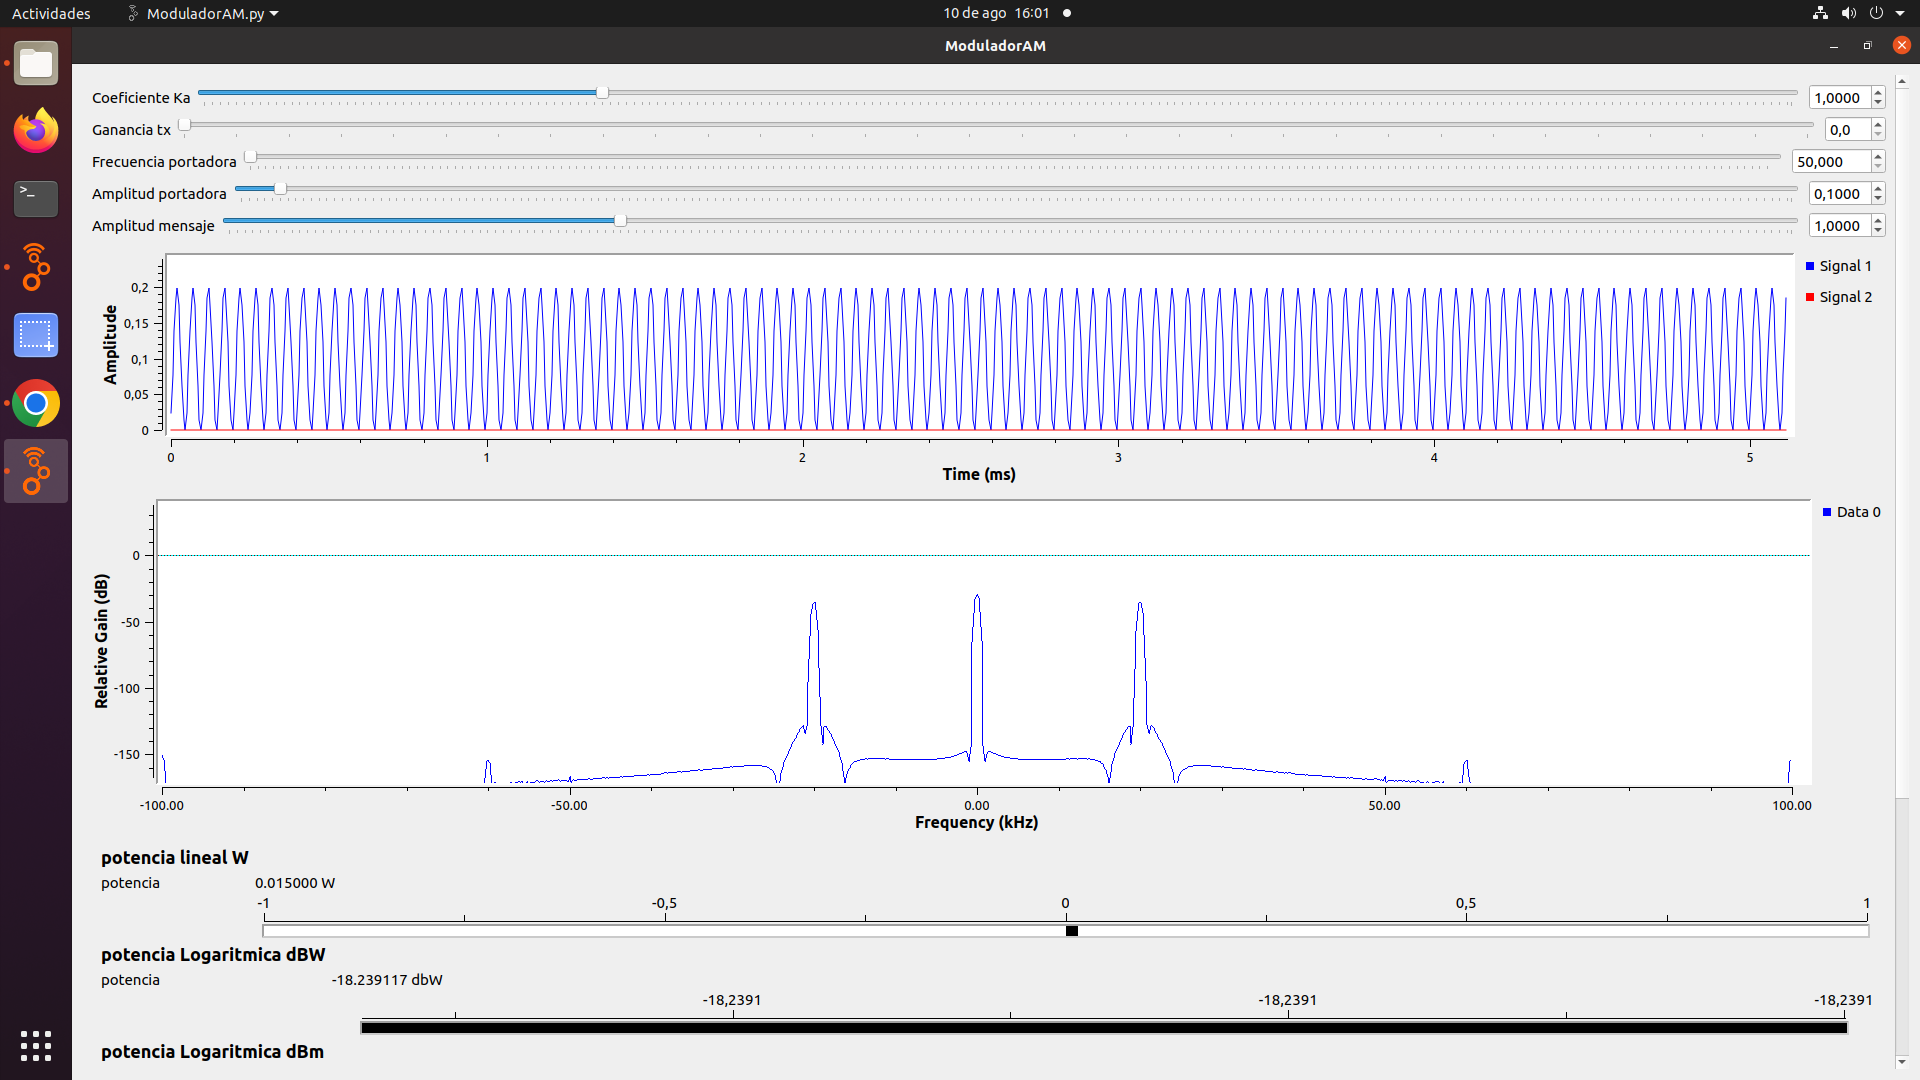 Actividades
ModuladorAM.py
10 de ago 16:01
ModuladorAM
Coeficiente Ka
1,0000
Ganancia tx
0,0
Frecuencia portadora
50,000
Amplitud portadora
0,1000
Amplitud mensaje
1,0000
Signal 1
Signal 2
Amplitude
0,2
0,15
0,1
0,05
0
0 1 2 3 4 5
Time (ms)
Data 0
Relative Gain (dB)
0
-50
-100
-150
-100.00 -50.00 0.00 50.00 100.00
Frequency (kHz)
potencia lineal W
potencia 0.015000 W
-1 -0,5 0 0,5 1
potencia Logaritmica dBW
potencia -18.239117 dbW
-18,2391 -18,2391 -18,2391
potencia Logaritmica dBm